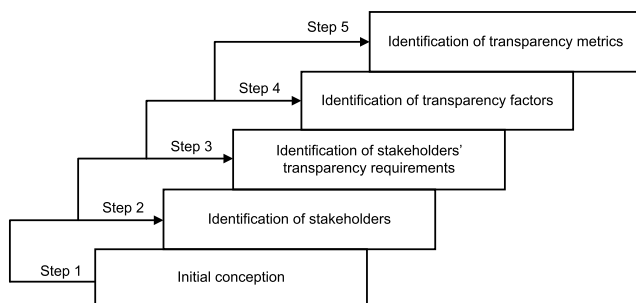 Step 5
Identification of transparency metrics
Step 4
Identification of transparency factors
Step 3
Identification of stakeholders’
transparency requirements
Step 2
Identification of stakeholders
Step 1
Initial conception